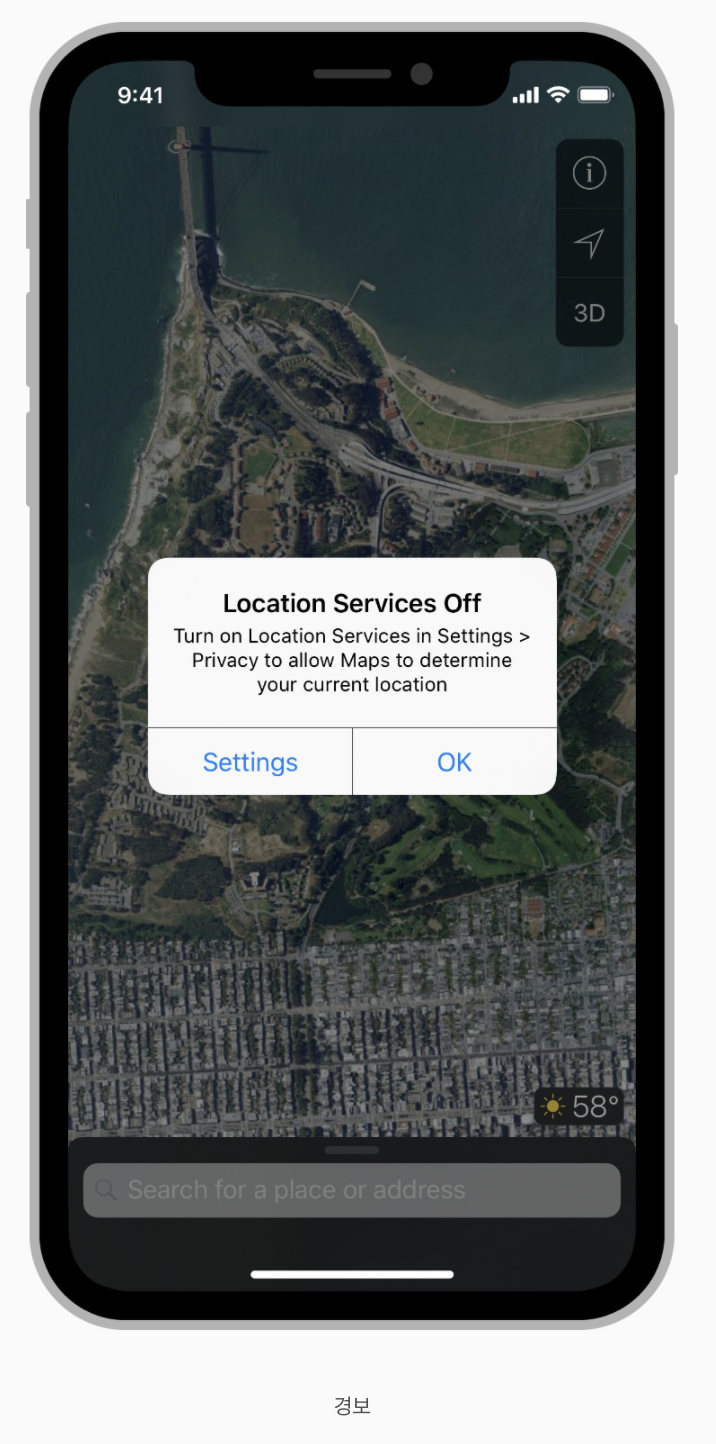 9:41
3D
Location Services Off
Turn on Location Services in Settings >
Privacy to allow Maps to determine
your current location
Settings
OK
58°
Search for a place or address
경보